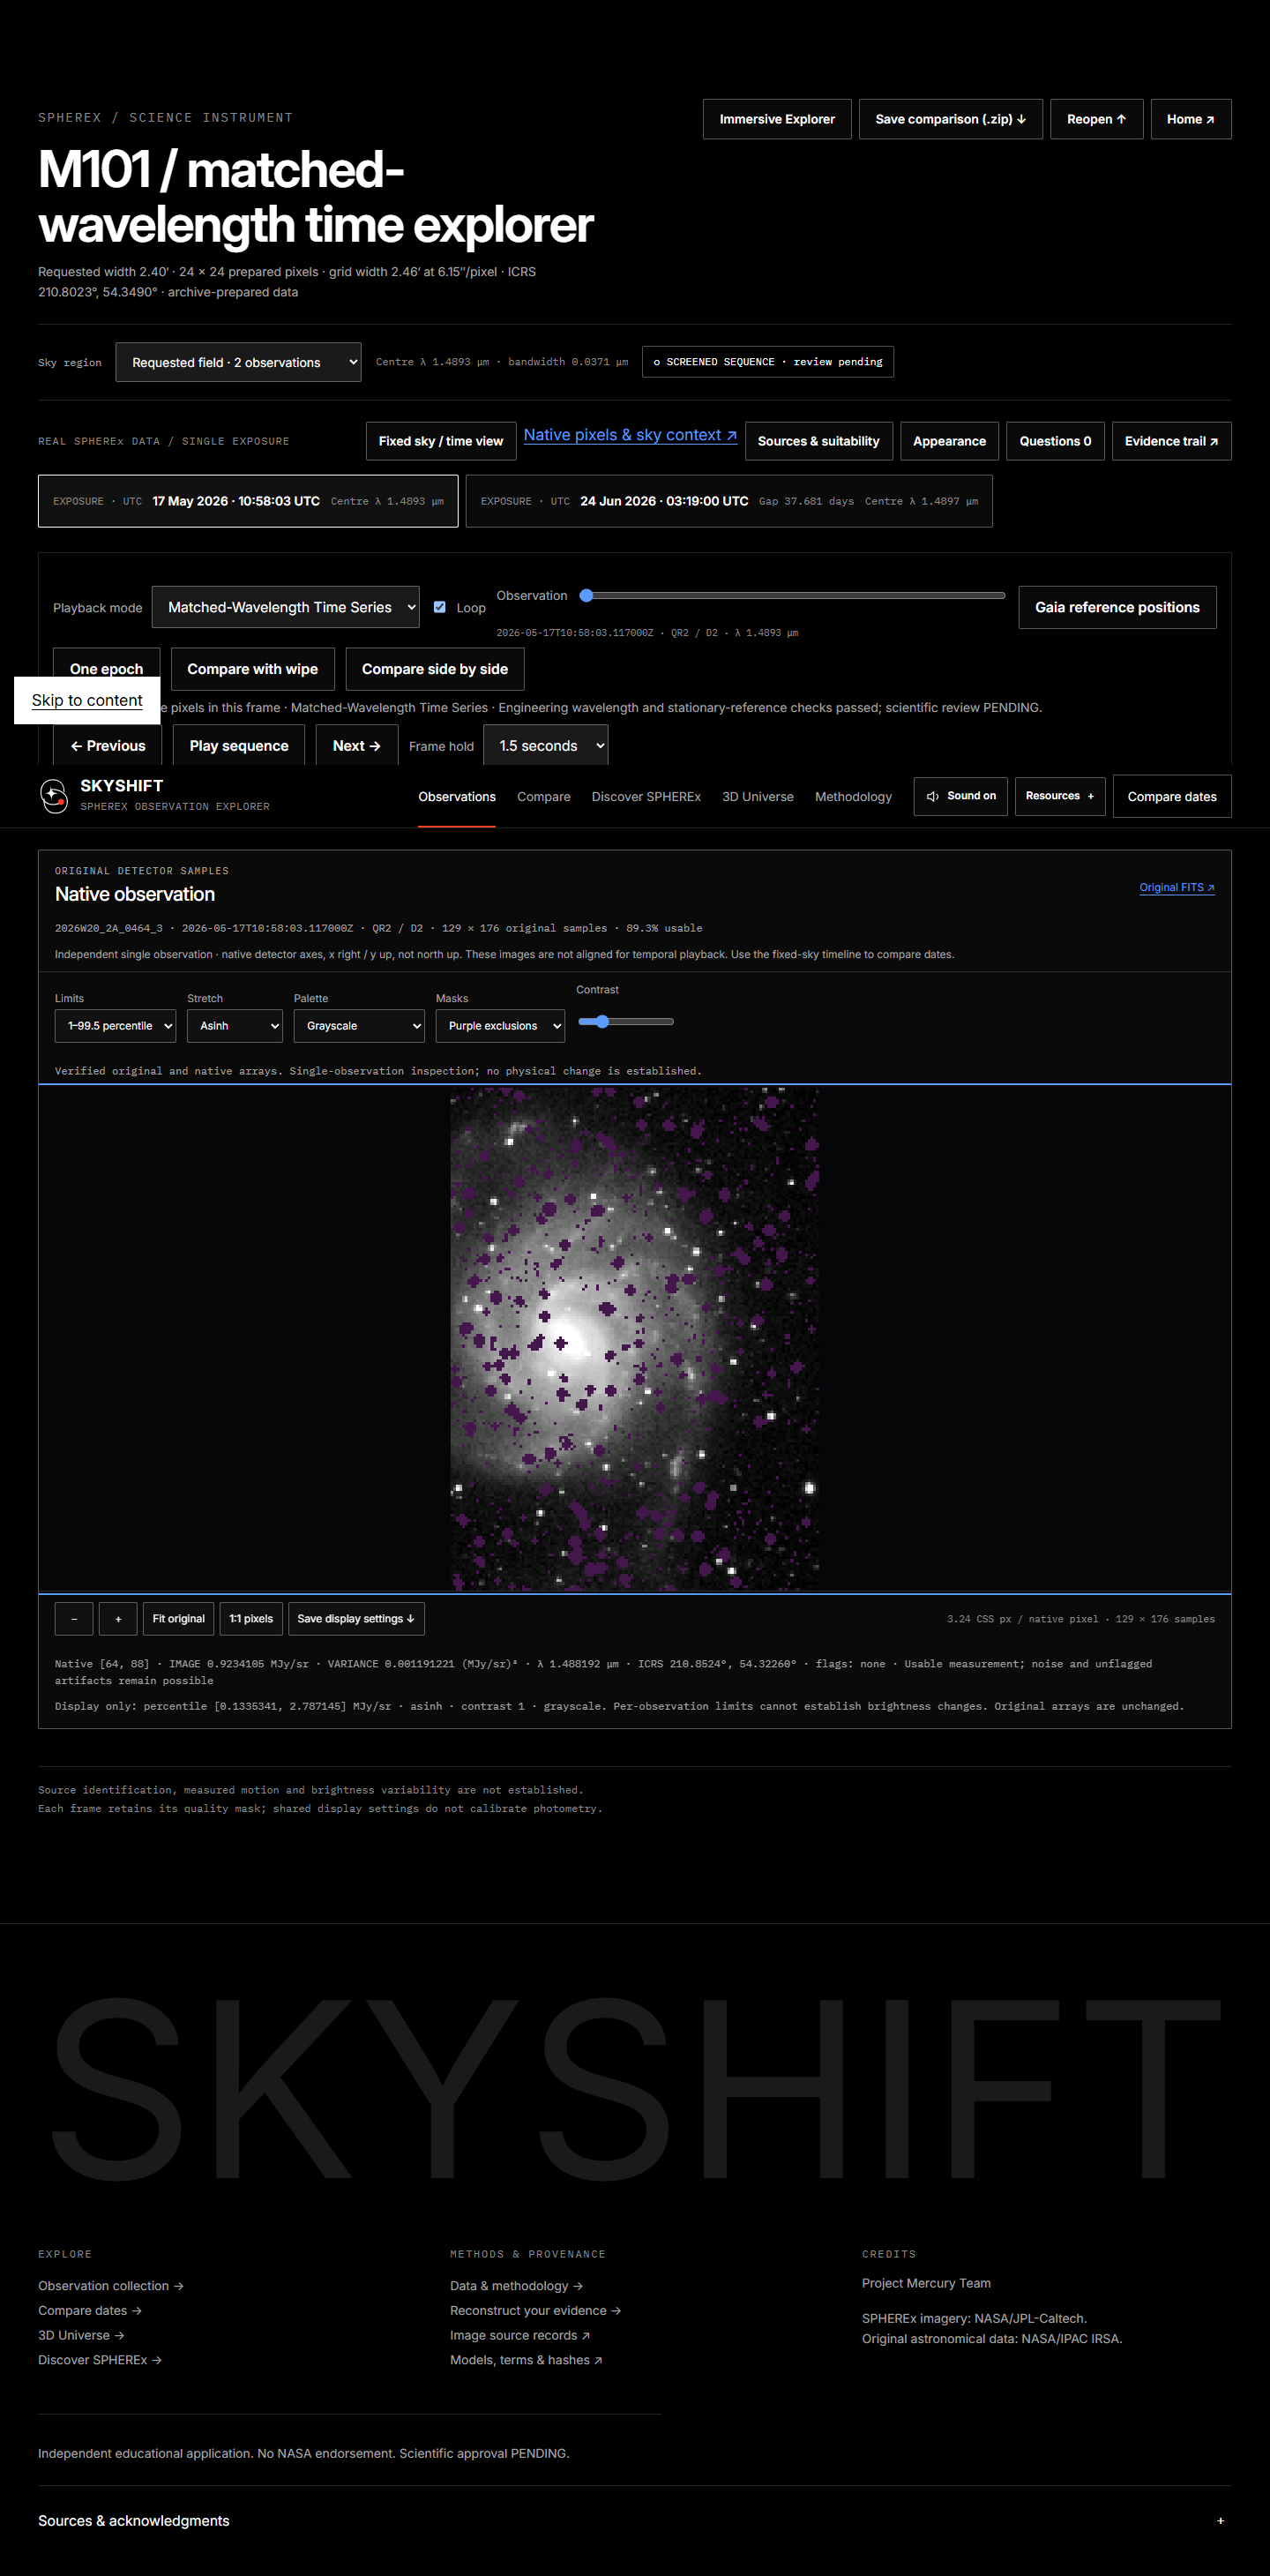 SPHEREX / SCIENCE INSTRUMENT
Immersive Explorer
Save comparison (.zip) ↓
Reopen ↑
Home ↗
M101 / matched-
wavelength time explorer
Requested width 2.40′ · 24 × 24 prepared pixels · grid width 2.46′ at 6.15″/pixel · ICRS
210.8023°, 54.3490° · archive-prepared data
Sky region
Requested field · 2 observations
Centre λ 1.4893 µm · bandwidth 0.0371 µm
o SCREENED SEQUENCE · review pending
REAL SPHEREx DATA / SINGLE EXPOSURE
Fixed sky / time view
Native pixels & sky context ↗
Sources & suitability
Appearance
Questions 0
Evidence trail ↗
EXPOSURE · UTC 17 May 2026 · 10:58:03 UTC Centre λ 1.4893 µm
EXPOSURE · UTC 24 Jun 2026 · 03:19:00 UTC Gap 37.681 days Centre λ 1.4897 µm
Playback mode
Matched-Wavelength Time Series
Loop
Observation
2026-05-17T10:58:03.117000Z · QR2 / D2 · λ 1.4893 µm
Gaia reference positions
One epoch
Compare with wipe
Compare side by side
Skip to content
e pixels in this frame · Matched-Wavelength Time Series · Engineering wavelength and stationary-reference checks passed; scientific review PENDING.
← Previous
Play sequence
Next →
Frame hold
1.5 seconds
SKYSHIFT
SPHEREX OBSERVATION EXPLORER
Observations
Compare
Discover SPHEREx
3D Universe
Methodology
Sound on
Resources +
Compare dates
ORIGINAL DETECTOR SAMPLES
Native observation
Original FITS ↗
2026W20_2A_0464_3 · 2026-05-17T10:58:03.117000Z · QR2 / D2 · 129 × 176 original samples · 89.3% usable
Independent single observation · native detector axes, x right / y up, not north up. These images are not aligned for temporal playback. Use the fixed-sky timeline to compare dates.
Limits
Stretch
Palette
Masks
Contrast
1–99.5 percentile
Asinh
Grayscale
Purple exclusions
Verified original and native arrays. Single-observation inspection; no physical change is established.
−
+
Fit original
1:1 pixels
Save display settings ↓
3.24 CSS px / native pixel · 129 × 176 samples
Native [64, 88] · IMAGE 0.9234105 MJy/sr · VARIANCE 0.001191221 (MJy/sr)² · λ 1.488192 µm · ICRS 210.8524°, 54.32260° · flags: none · Usable measurement; noise and unflagged
artifacts remain possible
Display only: percentile [0.1335341, 2.787145] MJy/sr · asinh · contrast 1 · grayscale. Per-observation limits cannot establish brightness changes. Original arrays are unchanged.
Source identification, measured motion and brightness variability are not established.
Each frame retains its quality mask; shared display settings do not calibrate photometry.
SKYSHIFT
EXPLORE
Observation collection →
Compare dates →
3D Universe →
Discover SPHEREx →
METHODS & PROVENANCE
Data & methodology →
Reconstruct your evidence →
Image source records ↗
Models, terms & hashes ↗
CREDITS
Project Mercury Team
SPHEREx imagery: NASA/JPL-Caltech.
Original astronomical data: NASA/IPAC IRSA.
Independent educational application. No NASA endorsement. Scientific approval PENDING.
Sources & acknowledgments
+